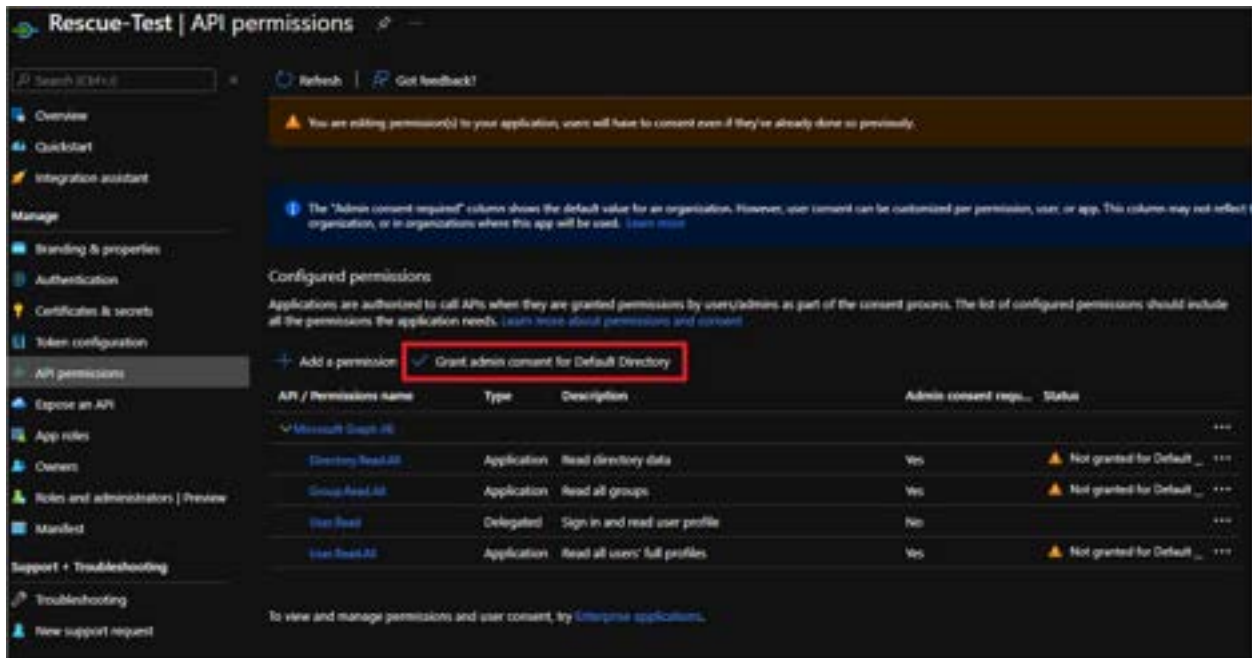 Rescue-Test | API permissions
Search (Ctrl+/)
Refresh | Got feedback?
Overview
Quickstart
Integration assistant
You are editing permission(s) to your application, users will have to consent even if they've already done so previously.
Manage
The "Admin consent required" column shows the default value for an organization. However, user consent can be customized per permission, user, or app. This column may not reflect
organization, or in organizations where this app will be used. Learn more
Branding & properties
Authentication
Certificates & secrets
Token configuration
API permissions
Expose an API
App roles
Owners
Roles and administrators | Preview
Manifest
Support + Troubleshooting
Troubleshooting
New support request
Configured permissions
Applications are authorized to call APIs when they are granted permissions by users/admins as part of the consent process. The list of configured permissions should include
all the permissions the application needs. Learn more about permissions and consent
Add a permission Grant admin consent for Default Directory
API / Permissions name Type Description Admin consent requ... Status
Microsoft Graph (4)
Directory.Read.All Application Read directory data Yes Not granted for Default ...
Group.Read.All Application Read all groups Yes Not granted for Default ...
User.Read Delegated Sign in and read user profile No
User.Read.All Application Read all users' full profiles Yes Not granted for Default ...
To view and manage permissions and user consent, try Enterprise applications.